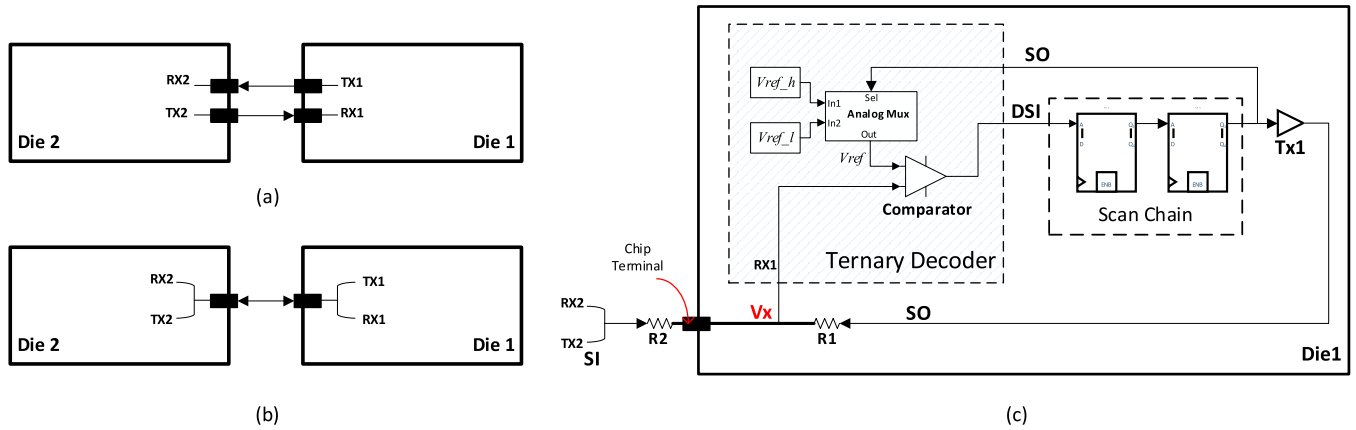 RX2
TX1
TX2
RX1
Die 2
Die 1
(a)
RX2
TX1
TX2
RX1
Die 2
Die 1
(b)
SO
Vref_h
In1
Sel
Analog Mux
In2
Out
Vref_l
Vref
Comparator
DSI
Scan Chain
ENB
ENB
Tx1
Ternary Decoder
RX1
Chip
Terminal
RX2
TX2
SI
R2
Vx
R1
SO
Die1
(c)